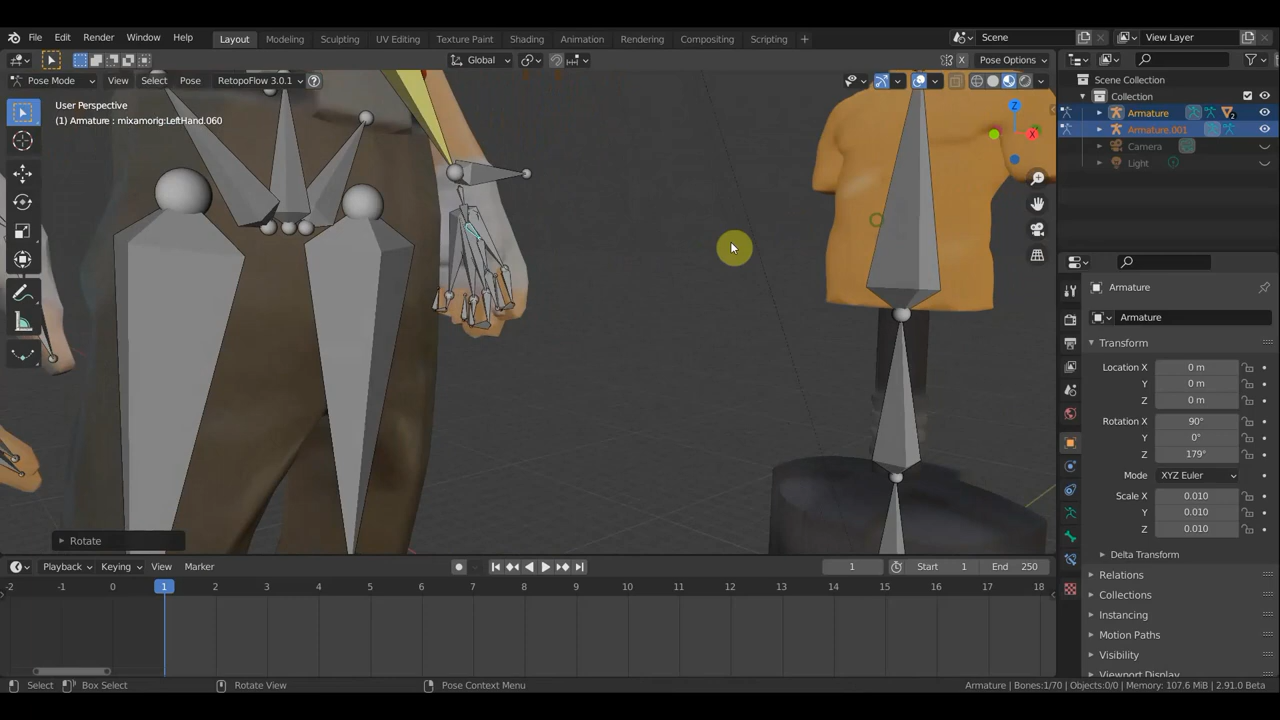 File Edit Render Window Help Layout Modeling Sculpting UV Editing Texture Paint Shading Animation Rendering Compositing Scripting + Scene View Layer
Global Pose Options
Pose Mode View Select Pose RetopoFlow 3.0.1 ?
Scene Collection
User Perspective
Collection
(1) Armature : mixamorig:LeftHand.060
Armature 2
Armature.001
Camera
Light
Z
X
Armature
Armature
Transform
Location X 0 m
Y 0 m
Z 0 m
Rotation X 90°
Y 0°
Z 179°
Mode XYZ Euler
Scale X 0.010
Y 0.010
Z 0.010
Rotate
Delta Transform
Playback Keying View Marker 1 Start 1 End 250
Relations
-2 -1 0 1 2 3 4 5 6 7 8 9 10 11 12 13 14 15 16 17 18
Collections
Instancing
Motion Paths
Visibility
Viewport Display
Select Box Select Rotate View Pose Context Menu Armature | Bones:1/70 | Objects:0/0 | Memory: 107.6 MiB | 2.91.0 Beta